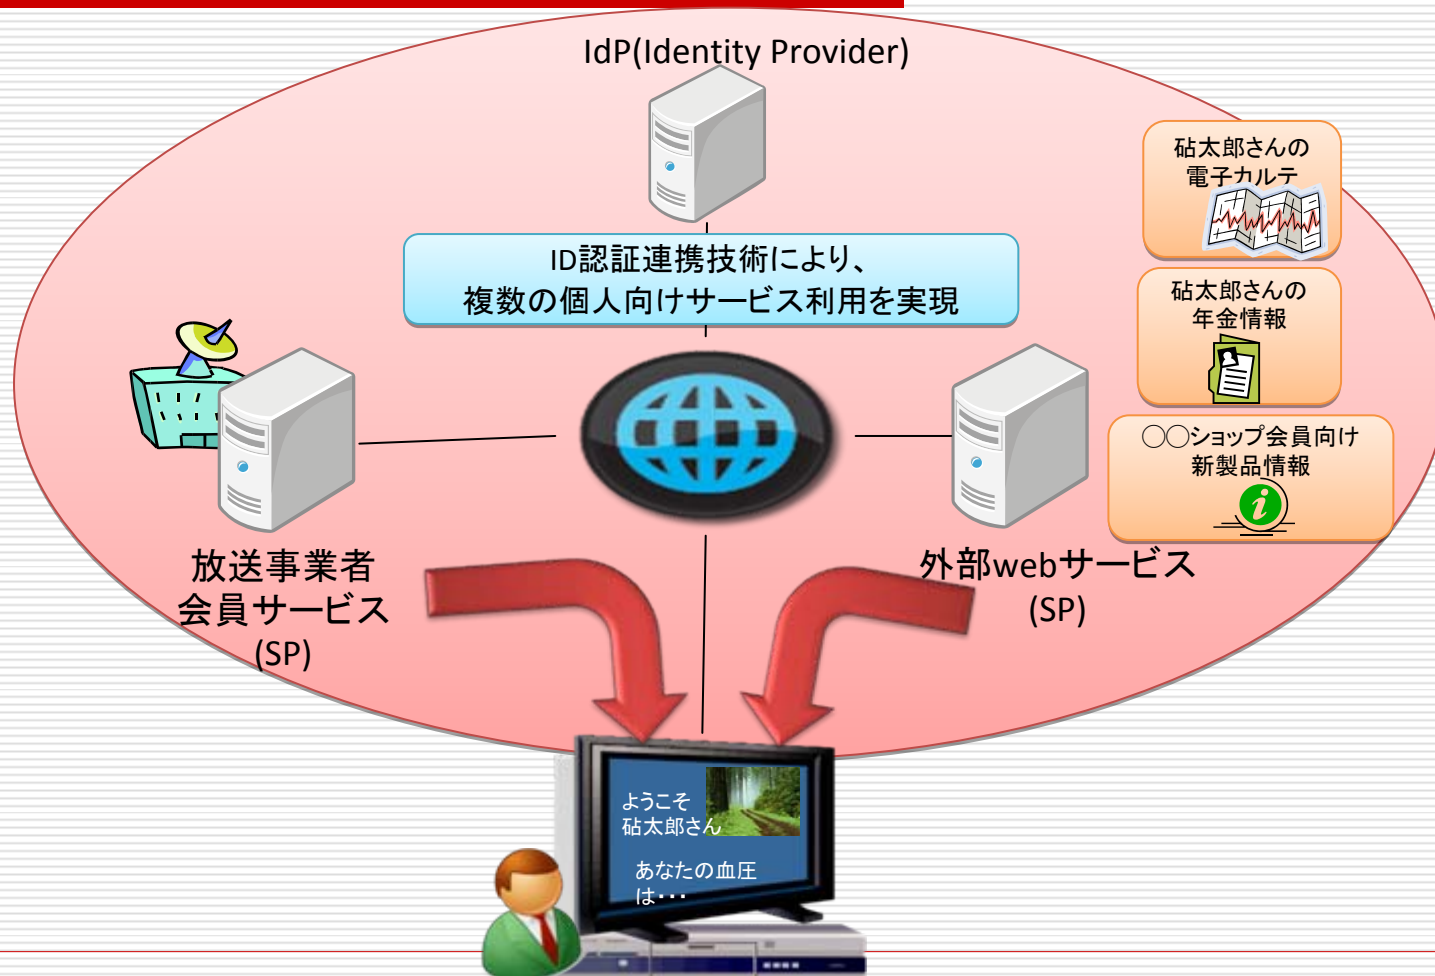 IdP(Identity Provider)
ID認証連携技術により、
複数の個人向けサービス利用を実現
砧太郎さんの
電子カルテ
砧太郎さんの
年金情報
○○ショップ会員向け
新製品情報
放送事業者
会員サービス
(SP)
外部webサービス
(SP)
ようこそ
砧太郎さん
あなたの血圧
は・・・